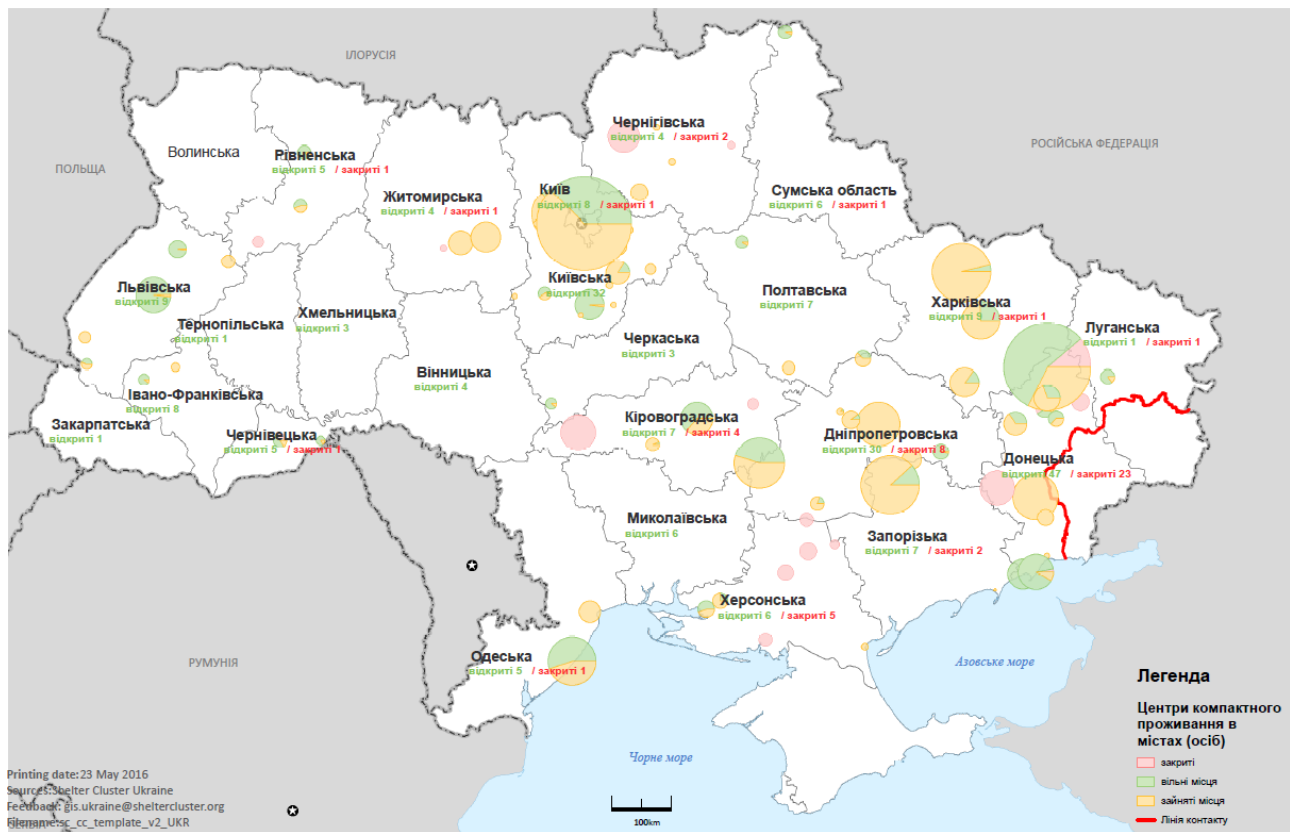 ІЛОРУСІЯ
ПОЛЬЩА
РОСІЙСЬКА ФЕДЕРАЦІЯ
Волинська
Рівненська
відкриті 5 / закриті 1
Житомирська
відкриті 4 / закриті 1
Київ
відкриті 8 / закриті 1
Чернігівська
відкриті 4 / закриті 2
Сумська область
відкриті 6 / закриті 1
Львівська
відкриті 9
Тернопільська
відкриті 1
Хмельницька
відкриті 3
Київська
відкриті 32
Полтавська
відкриті 7
Харківська
відкриті 9 / закриті 1
Луганська
відкриті 1 / закриті 1
Черкаська
відкриті 3
Вінницька
відкриті 4
Івано-Франківська
відкриті 8
Закарпатська
відкриті 1
Чернівецька
відкриті 5 / закриті 1
Кіровоградська
відкриті 7 / закриті 4
Дніпропетровська
відкриті 30 / закриті 8
Донецька
відкриті 47 / закриті 23
Миколаївська
відкриті 6
Запорізька
відкриті 7 / закриті 2
Херсонська
відкриті 6 / закриті 5
Одеська
відкриті 5 / закриті 1
РУМУНІЯ
Азовське море
Чорне море
Легенда
Центри компактного
проживання в
містах (осіб)
закриті
вільні місця
зайняті місця
Лінія контакту
100km
Printing date:23 May 2016
Sources:Shelter Cluster Ukraine
Feedback: gis.ukraine@sheltercluster.org
Filename:sc_cc_template_v2_UKR